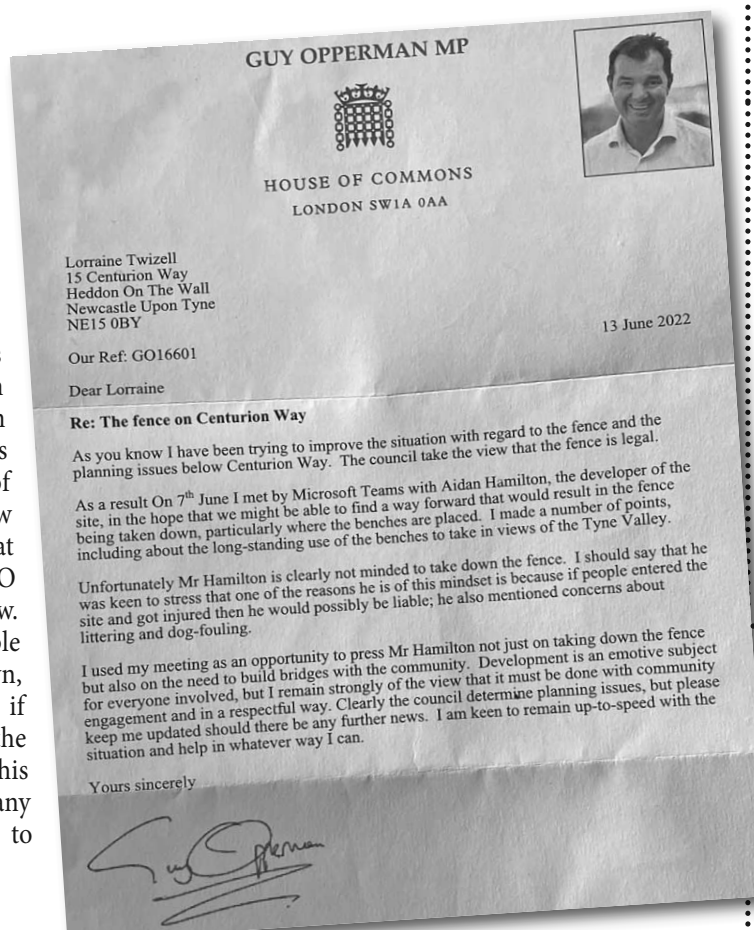 of
at
if
any
to
GUY OPPERMAN MP
HOUSE OF COMMONS
LONDON SW1A 0AA
Lorraine Twizell
15 Centurion Way
Heddon On The Wall
Newcastle Upon Tyne
NE15 0BY
13 June 2022
Our Ref: GO16601
Dear Lorraine
Re: The fence on Centurion Way
As you know I have been trying to improve the situation with regard to the fence and the
planning issues below Centurion Way. The council take the view that the fence is legal.
As a result On 7th June I met by Microsoft Teams with Aidan Hamilton, the developer of the
site, in the hope that we might be able to find a way forward that would result in the fence
being taken down, particularly where the benches are placed. I made a number of points,
including about the long-standing use of the benches to take in views of the Tyne Valley.
Unfortunately Mr Hamilton is clearly not minded to take down the fence. I should say that he
was keen to stress that one of the reasons he is of this mindset is because if people entered the
site and got injured then he would possibly be liable; he also mentioned concerns about
littering and dog-fouling.
I used my meeting as an opportunity to press Mr Hamilton not just on taking down the fence
but also on the need to build bridges with the community. Development is an emotive subject
for everyone involved, but I remain strongly of the view that it must be done with community
engagement and in a respectful way. Clearly the council determine planning issues, but please
keep me updated should there be any further news. I am keen to remain up-to-speed with the
situation and help in whatever way I can.
Yours sincerely
Guy Opperman